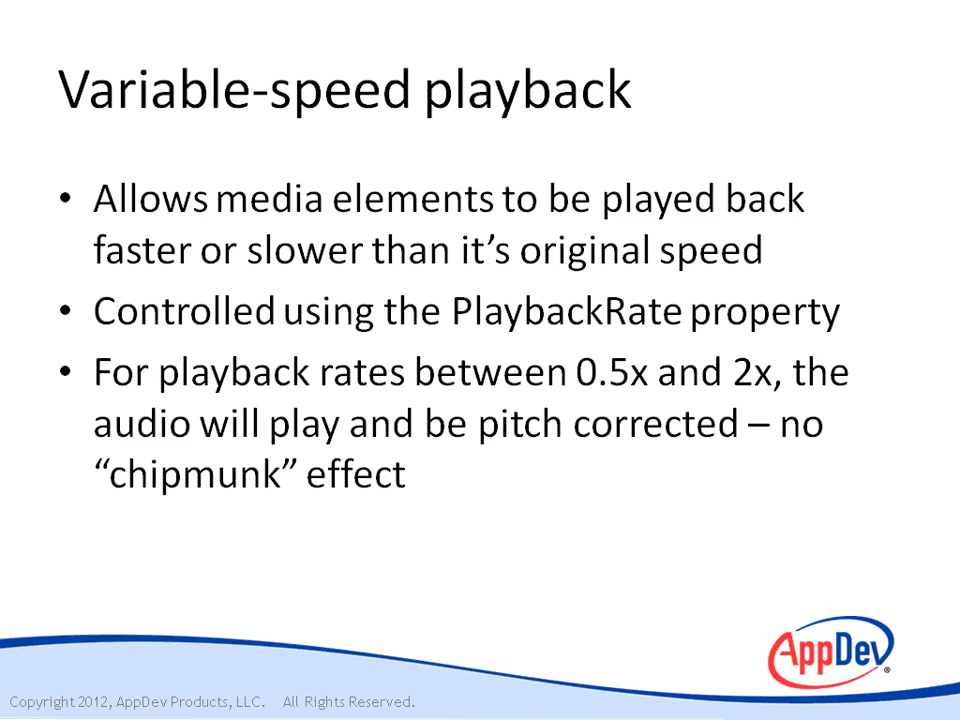 Variable-speed playback
• Allows media elements to be played back
faster or slower than it’s original speed
• Controlled using the PlaybackRate property
• For playback rates between 0.5x and 2x, the
audio will play and be pitch corrected – no
“chipmunk” effect
AppDev®
Copyright 2012, AppDev Products, LLC. All Rights Reserved.